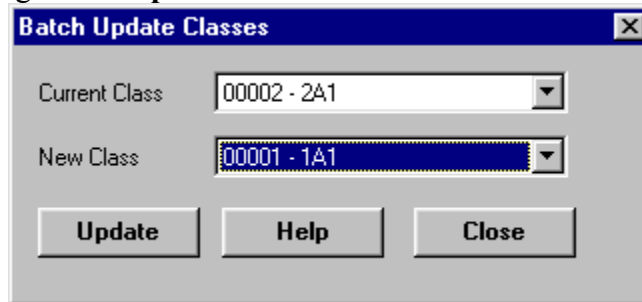 Batch Update Classes
Current Class 00002 - 2A1
New Class 00001 - 1A1
Update Help Close